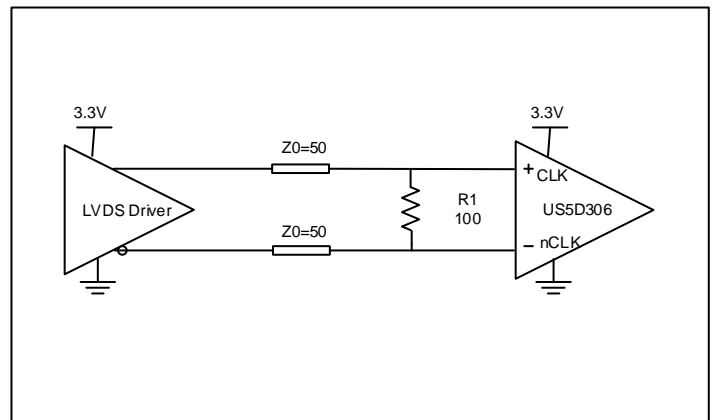 3.3V
3.3V
Z0=50
LVDS Driver
+ CLK
R1
100
US5D306
Z0=50
− nCLK